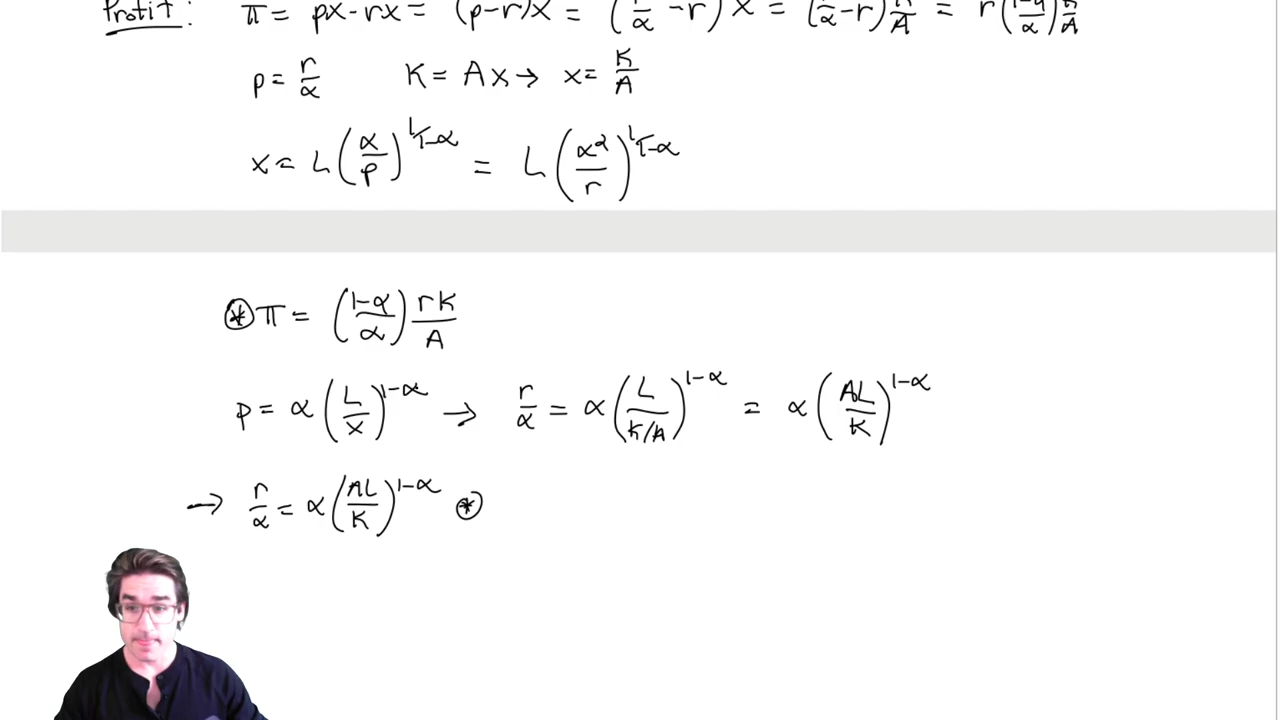 Profit: π = px-rx = (p-r)x = (r/α -r) x = (r/α-r) K/A = r(1-α/α) K/A
p = r/α K = Ax → x = K/A
x = L(α/p)^1/1-α = L(α²/r)^1/1-α
⊛ π = (1-α/α) rK/A
p = α(L/x)^1-α → r/α = α(L/K/A)^1-α = α(AL/K)^1-α
→ r/α = α(AL/K)^1-α ⊛